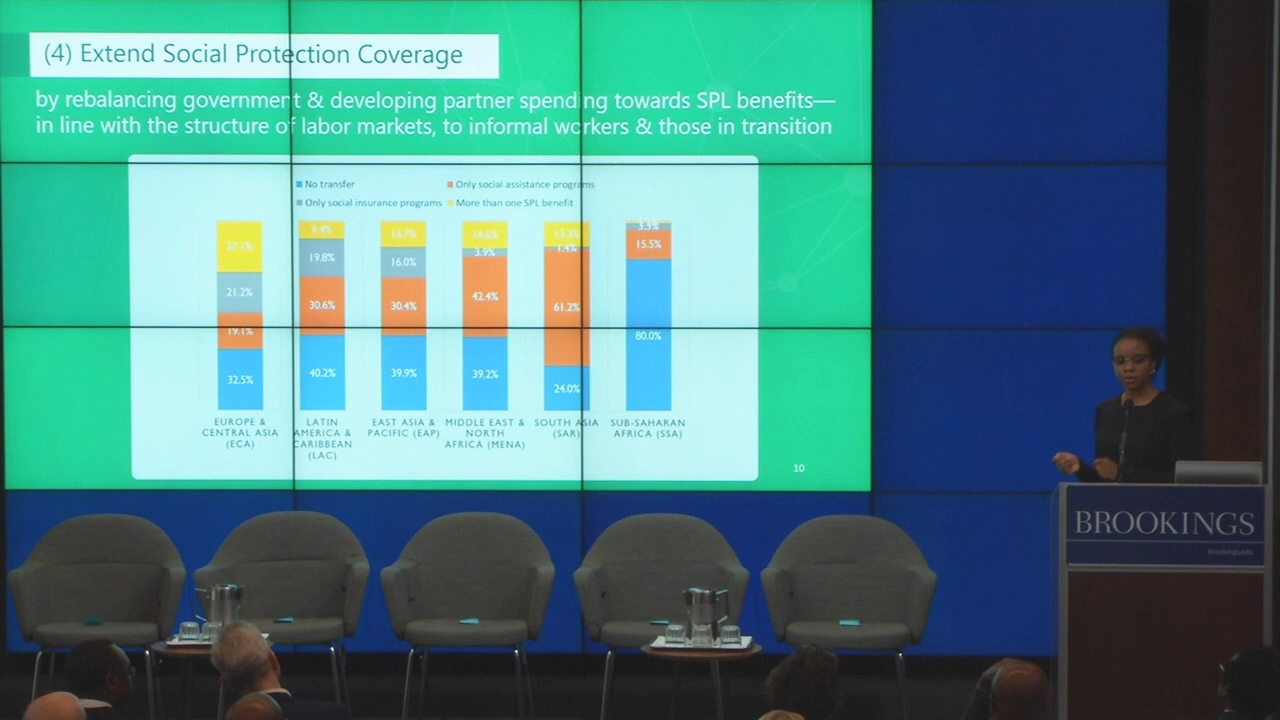 (4) Extend Social Protection Coverage
by rebalancing government & developing partner spending towards SPL benefits—
in line with the structure of labor markets, to informal workers & those in transition
No transfer
Only social assistance programs
Only social insurance programs
More than one SPL benefit
27.1%
9.4%
13.7%
14.6%
13.3%
3.3%
21.2%
19.8%
16.0%
3.9%
1.4%
15.5%
19.1%
30.6%
30.4%
42.4%
61.2%
80.0%
32.5%
40.2%
39.9%
39.2%
24.0%
EUROPE &
CENTRAL ASIA
(ECA)
LATIN
AMERICA &
CARIBBEAN
(LAC)
EAST ASIA &
PACIFIC (EAP)
MIDDLE EAST &
NORTH
AFRICA (MENA)
SOUTH ASIA
(SAR)
SUB-SAHARAN
AFRICA (SSA)
10
BROOKINGS
brookings.edu